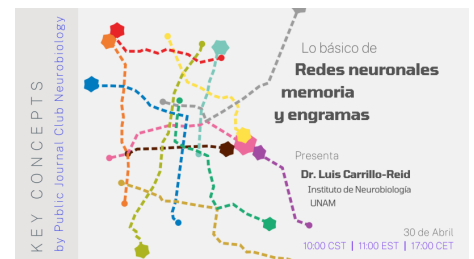 KEY CONCEPTS
by Public Journal Club Neurobiology
Lo básico de
Redes neuronales
memoria
y engramas
Presenta
Dr. Luis Carrillo-Reid
Instituto de Neurobiología
UNAM
30 de Abril
10:00 CST | 11:00 EST | 17:00 CET